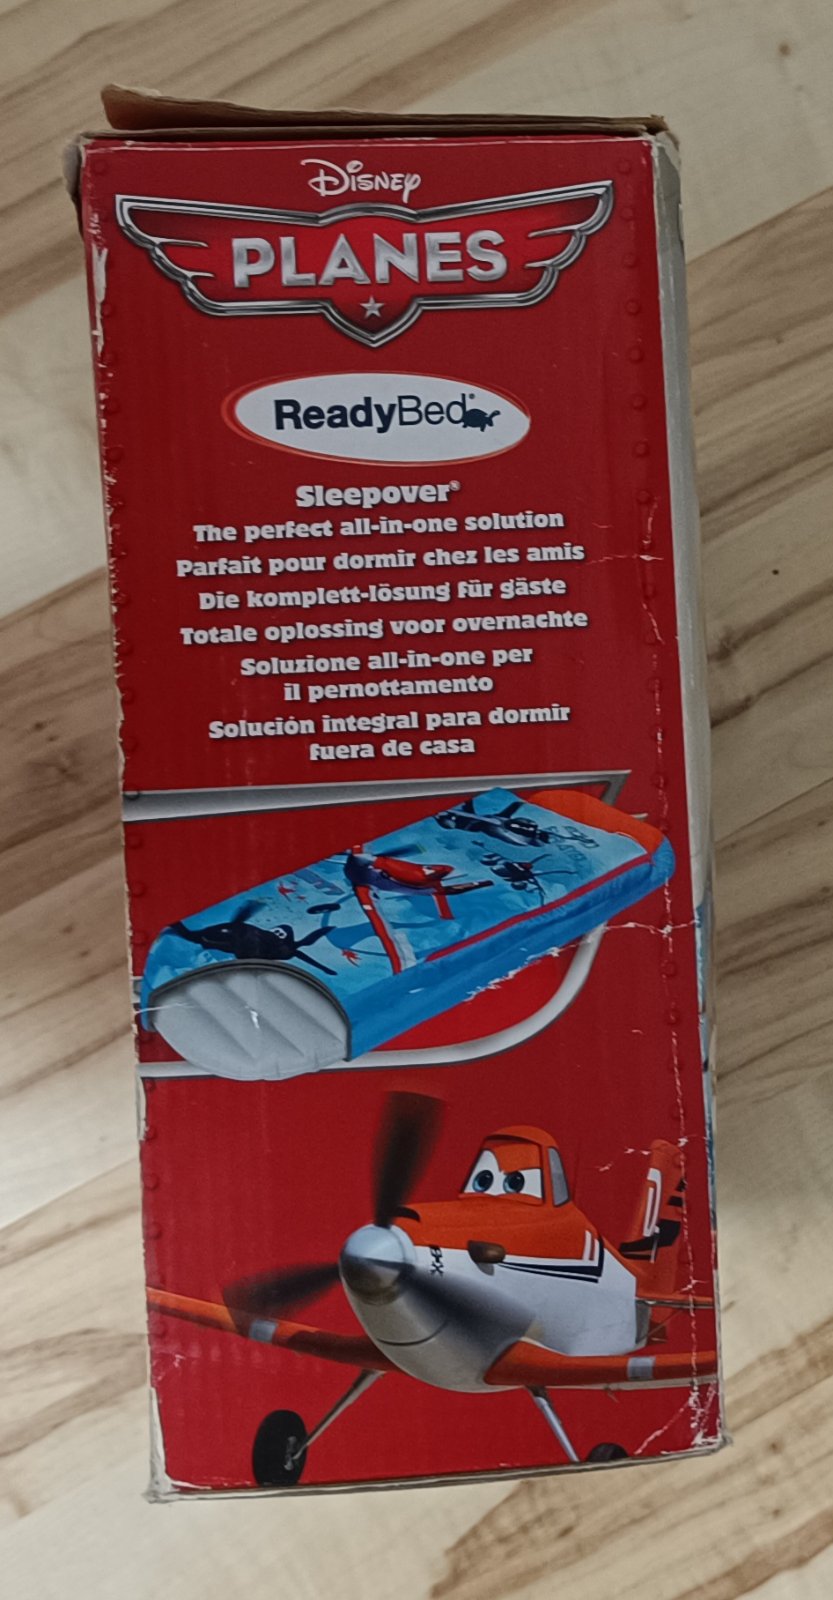 Disney
PLANES
ReadyBed®
Sleepover®
The perfect all-in-one solution
Parfait pour dormir chez les amis
Die komplett-lösung für gäste
Totale oplossing voor overnachte
Soluzione all-in-one per
il pernottamento
Solución integral para dormir
fuera de casa